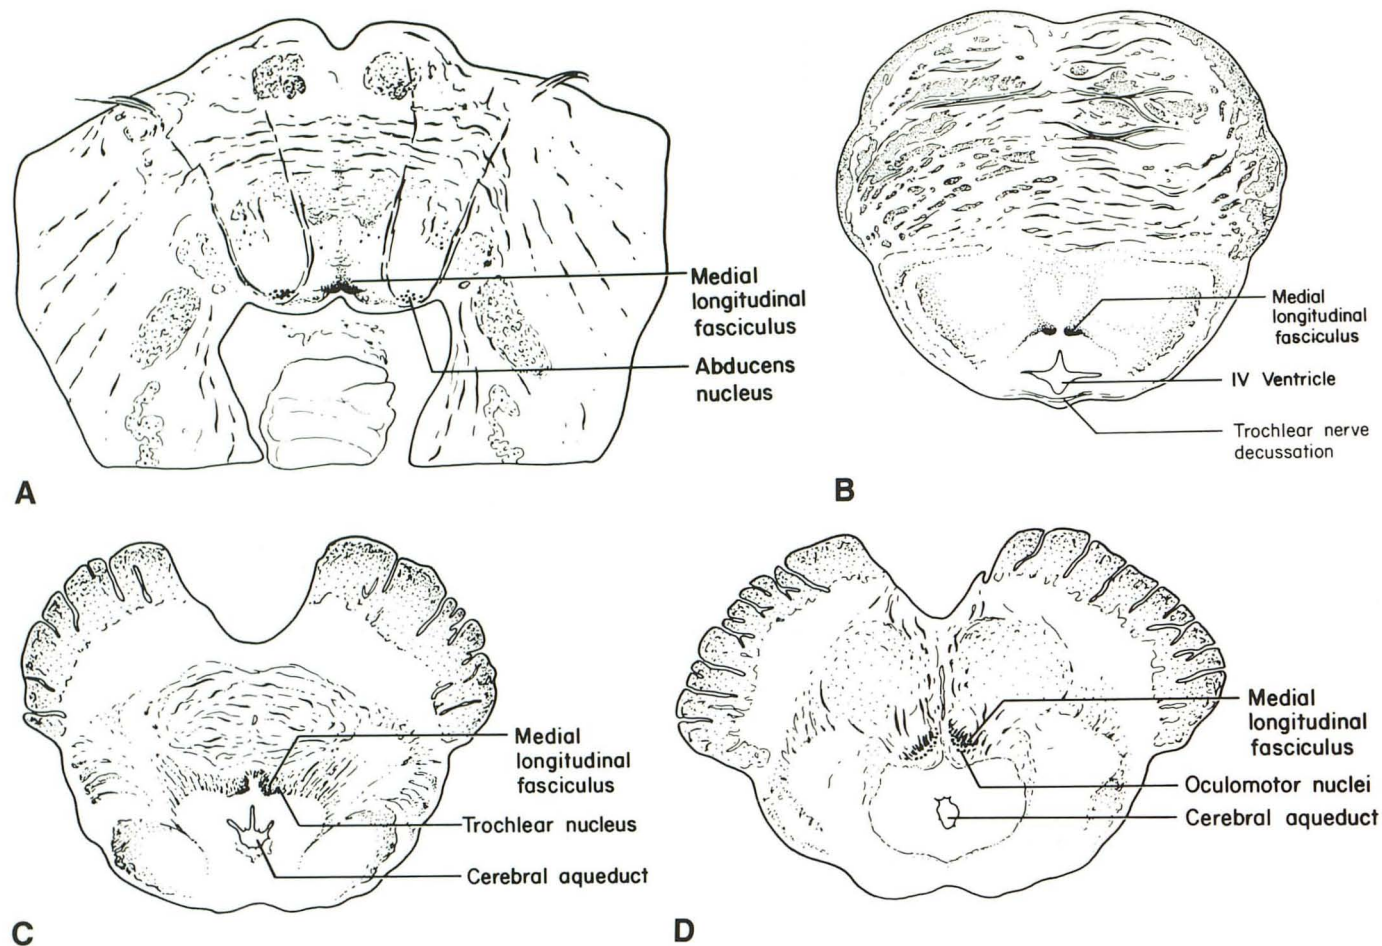 Medial
longitudinal
fasciculus
Abducens
nucleus
A
Medial
longitudinal
fasciculus
IV Ventricle
Trochlear nerve
decussation
B
Medial
longitudinal
fasciculus
Trochlear nucleus
Cerebral aqueduct
C
Medial
longitudinal
fasciculus
Oculomotor nuclei
Cerebral aqueduct
D